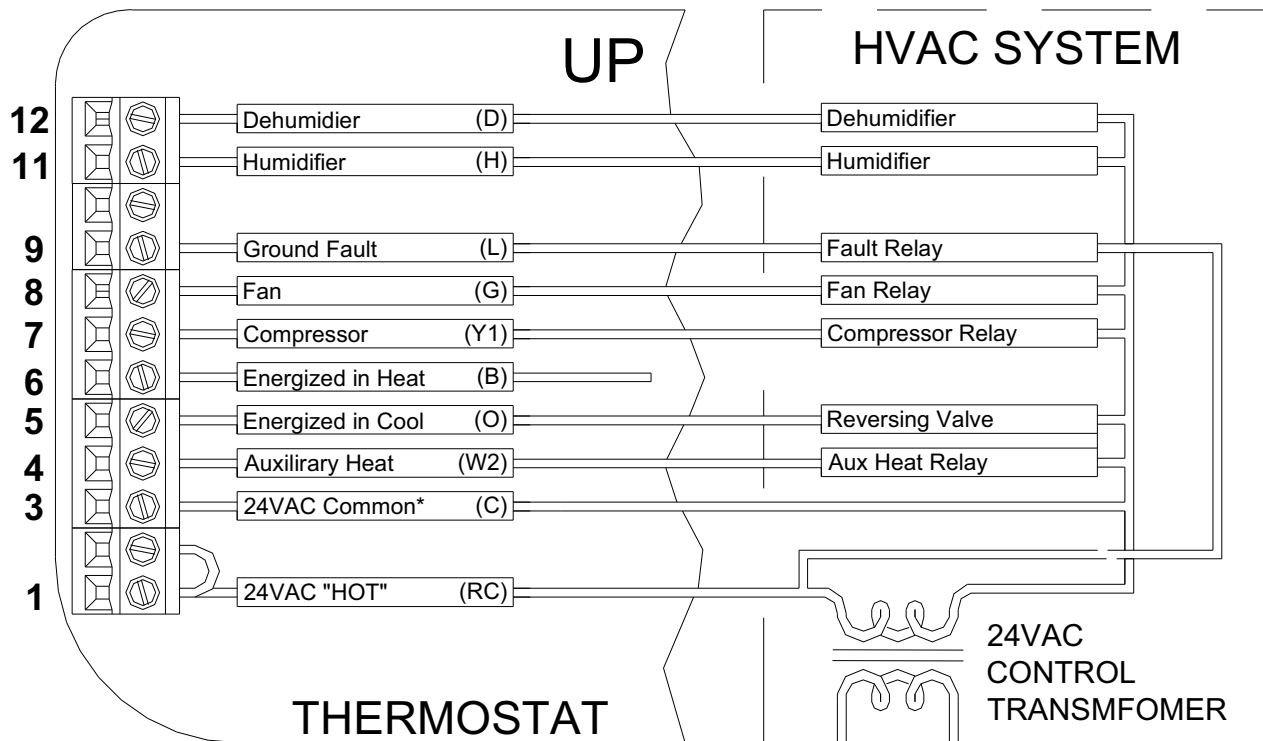 UP
HVAC SYSTEM
12 Dehumidier (D) Dehumidifier
11 Humidifier (H) Humidifier
9 Ground Fault (L) Fault Relay
8 Fan (G) Fan Relay
7 Compressor (Y1) Compressor Relay
6 Energized in Heat (B)
5 Energized in Cool (O) Reversing Valve
4 Auxilirary Heat (W2) Aux Heat Relay
3 24VAC Common* (C)
1 24VAC "HOT" (RC)
24VAC
CONTROL
TRANSMFOMER
THERMOSTAT